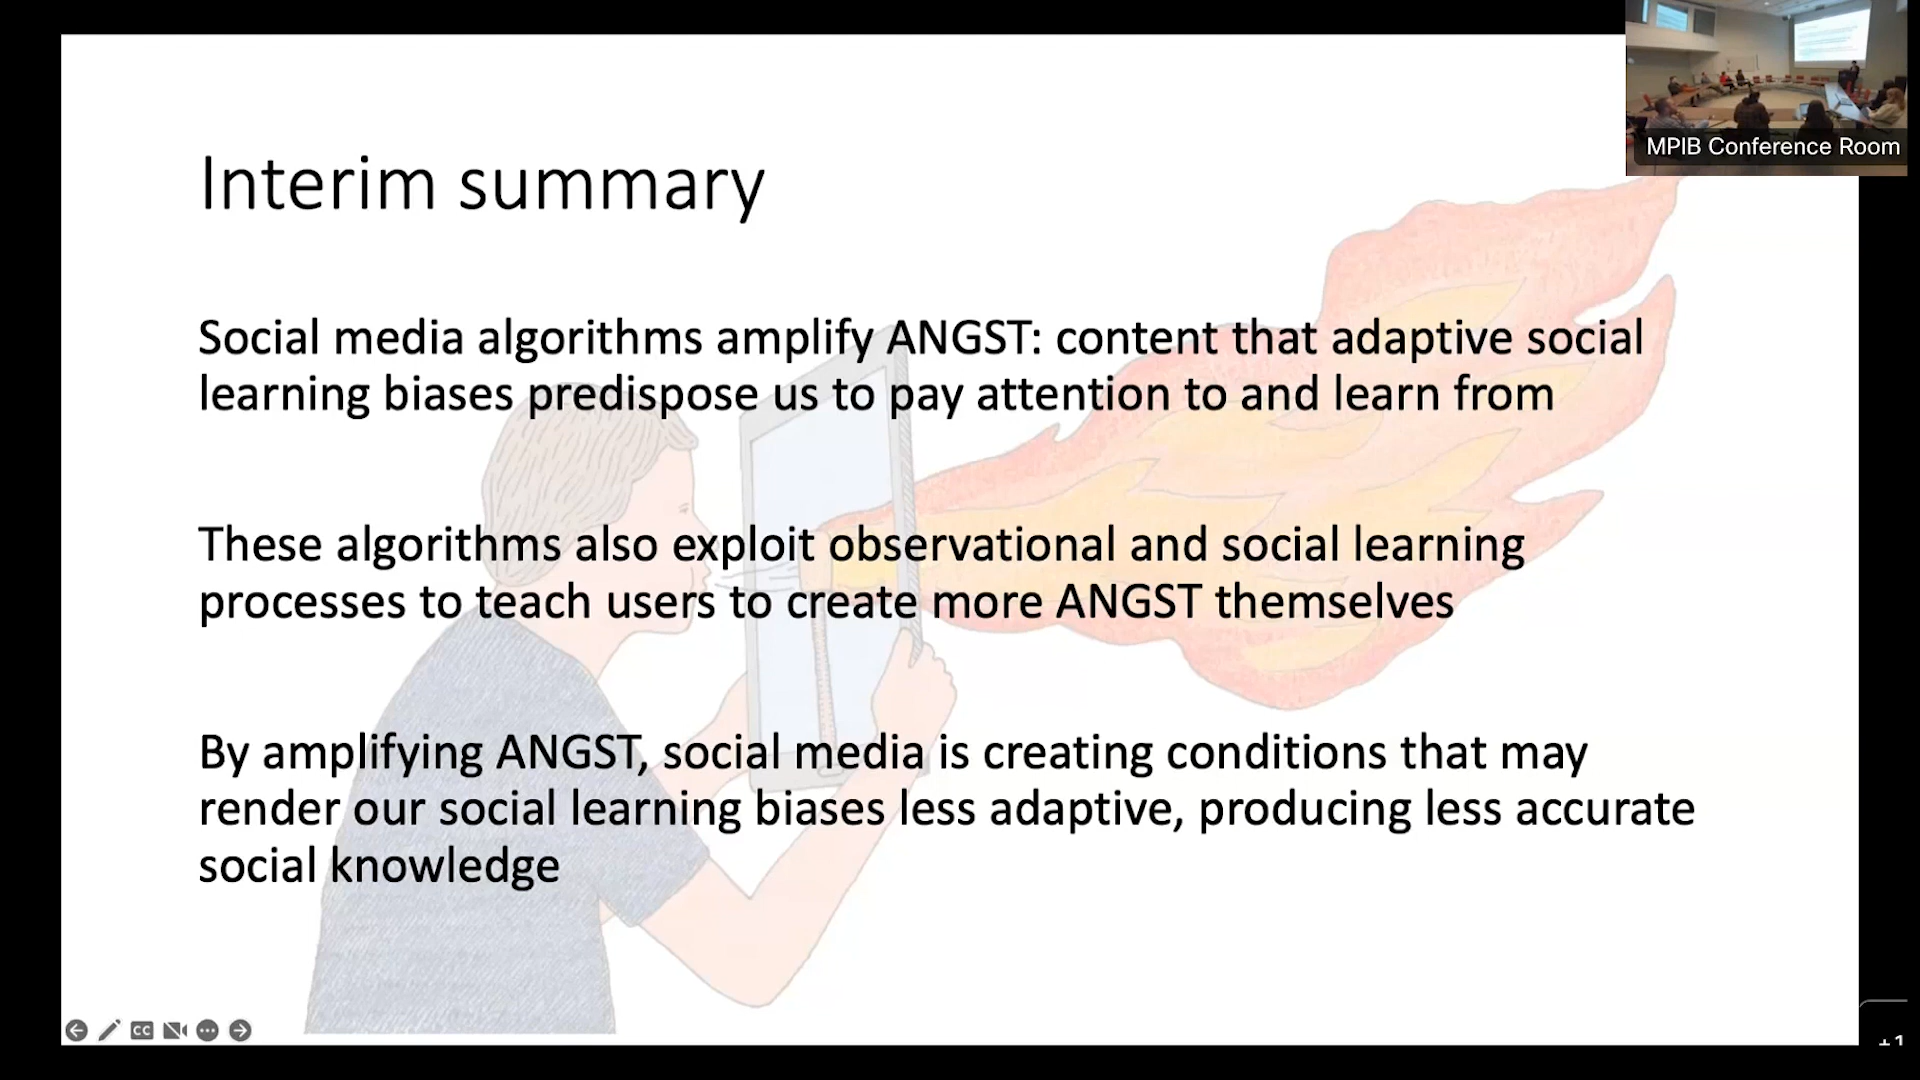 MPIB Conference Room
Interim summary
Social media algorithms amplify ANGST: content that adaptive social
learning biases predispose us to pay attention to and learn from
These algorithms also exploit observational and social learning
processes to teach users to create more ANGST themselves
By amplifying ANGST, social media is creating conditions that may
render our social learning biases less adaptive, producing less accurate
social knowledge
CC
+1